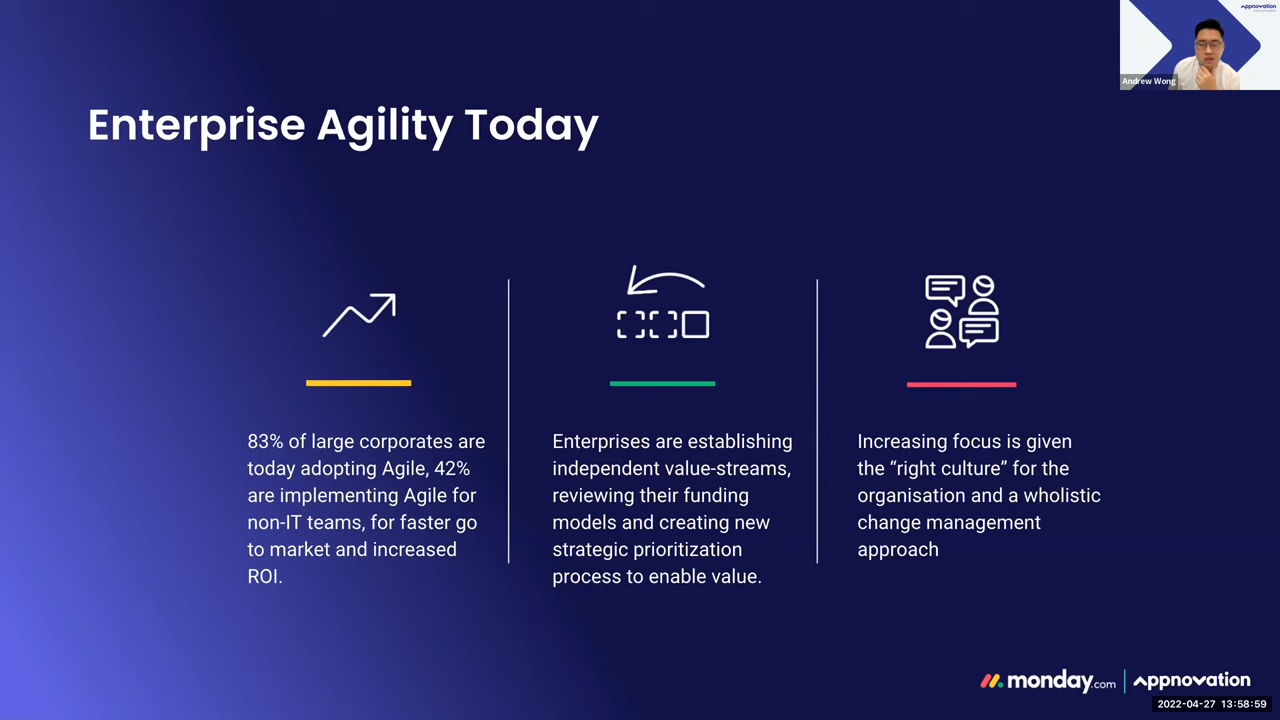 Appnovation
Andrew Wong
Enterprise Agility Today
83% of large corporates are
today adopting Agile, 42%
are implementing Agile for
non-IT teams, for faster go
to market and increased
ROI.
Enterprises are establishing
independent value-streams,
reviewing their funding
models and creating new
strategic prioritization
process to enable value.
Increasing focus is given
the “right culture” for the
organisation and a wholistic
change management
approach
monday.com | Appnovation
2022-04-27 13:58:59